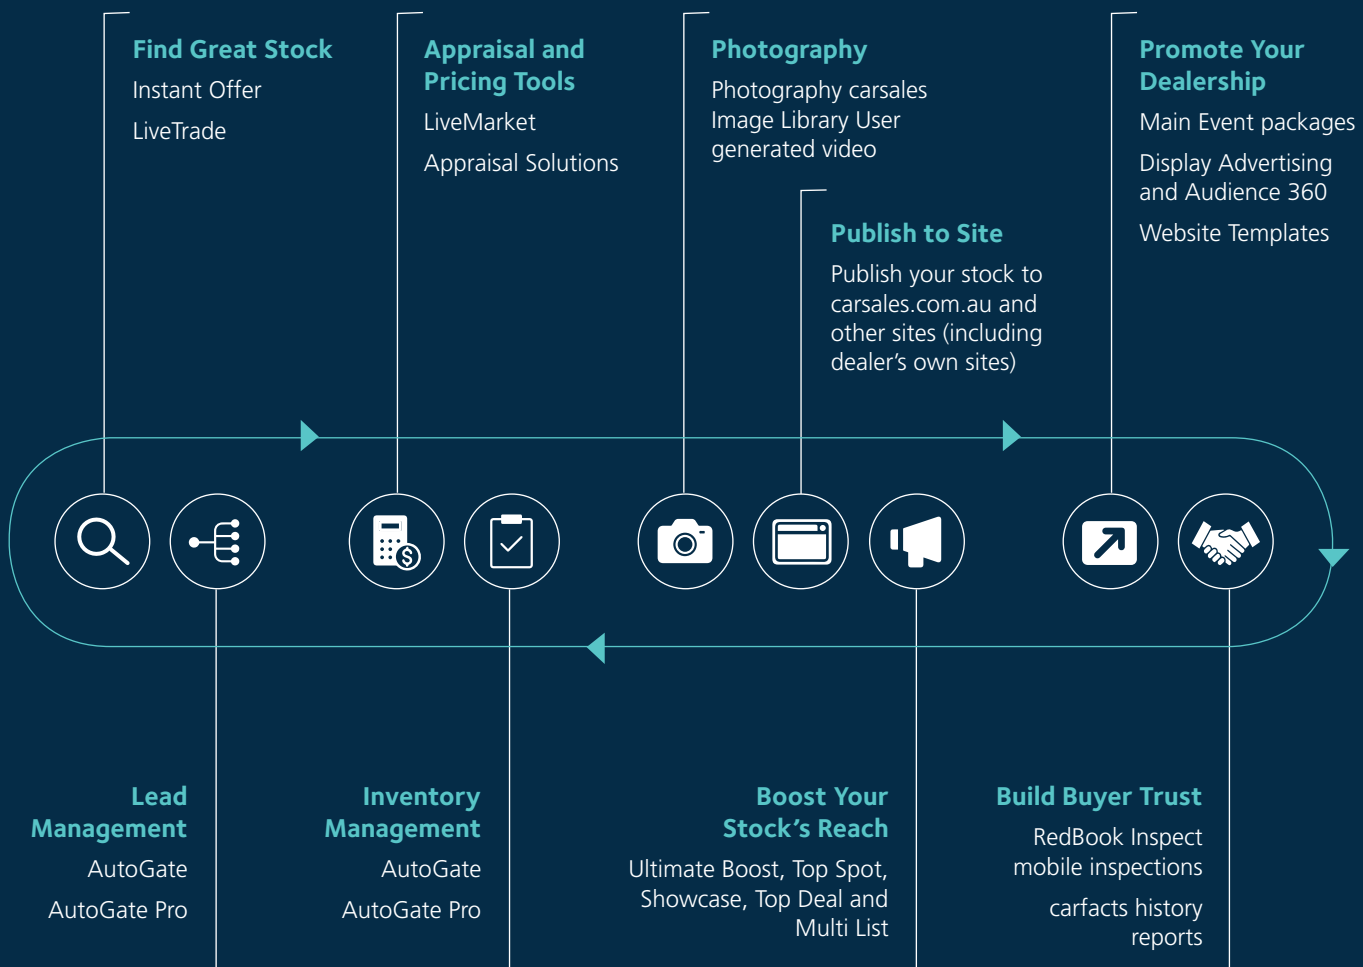 Find Great Stock
Instant Offer
LiveTrade
Appraisal and
Pricing Tools
LiveMarket
Appraisal Solutions
Photography
Photography carsales
Image Library User
generated video
Publish to Site
Publish your stock to
carsales.com.au and
other sites (including
dealer's own sites)
Promote Your
Dealership
Main Event packages
Display Advertising
and Audience 360
Website Templates
$
Lead
Management
AutoGate
AutoGate Pro
Inventory
Management
AutoGate
AutoGate Pro
Boost Your
Stock's Reach
Ultimate Boost, Top Spot,
Showcase, Top Deal and
Multi List
Build Buyer Trust
RedBook Inspect
mobile inspections
carfacts history
reports